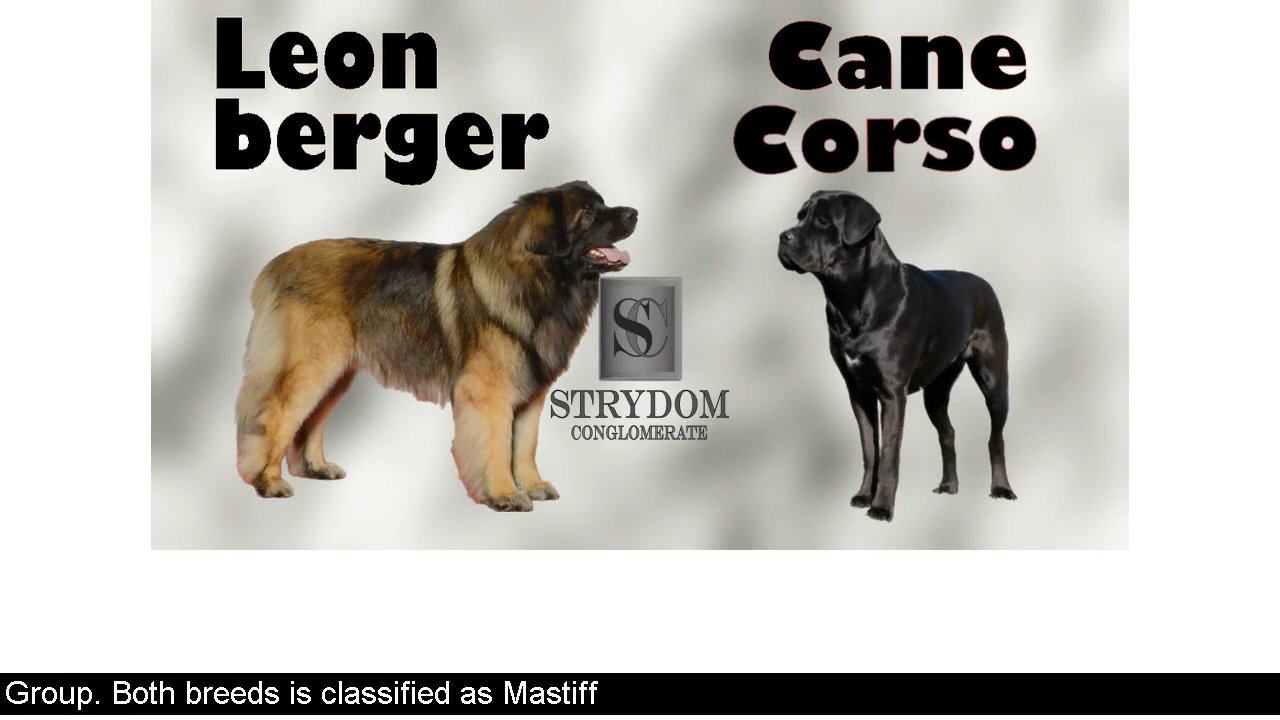 Leon
berger
Cane
Corso
SC
STRYDOM
CONGLOMERATE
Group. Both breeds is classified as Mastiff